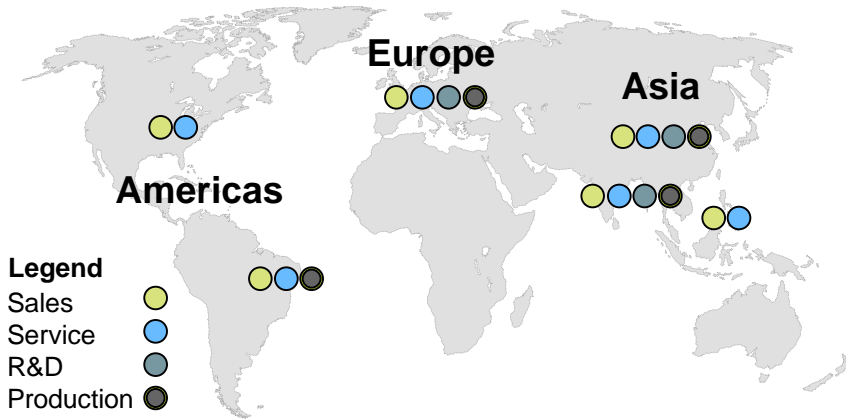 Europe
Asia
Americas
Legend
Sales
Service
R&D
Production